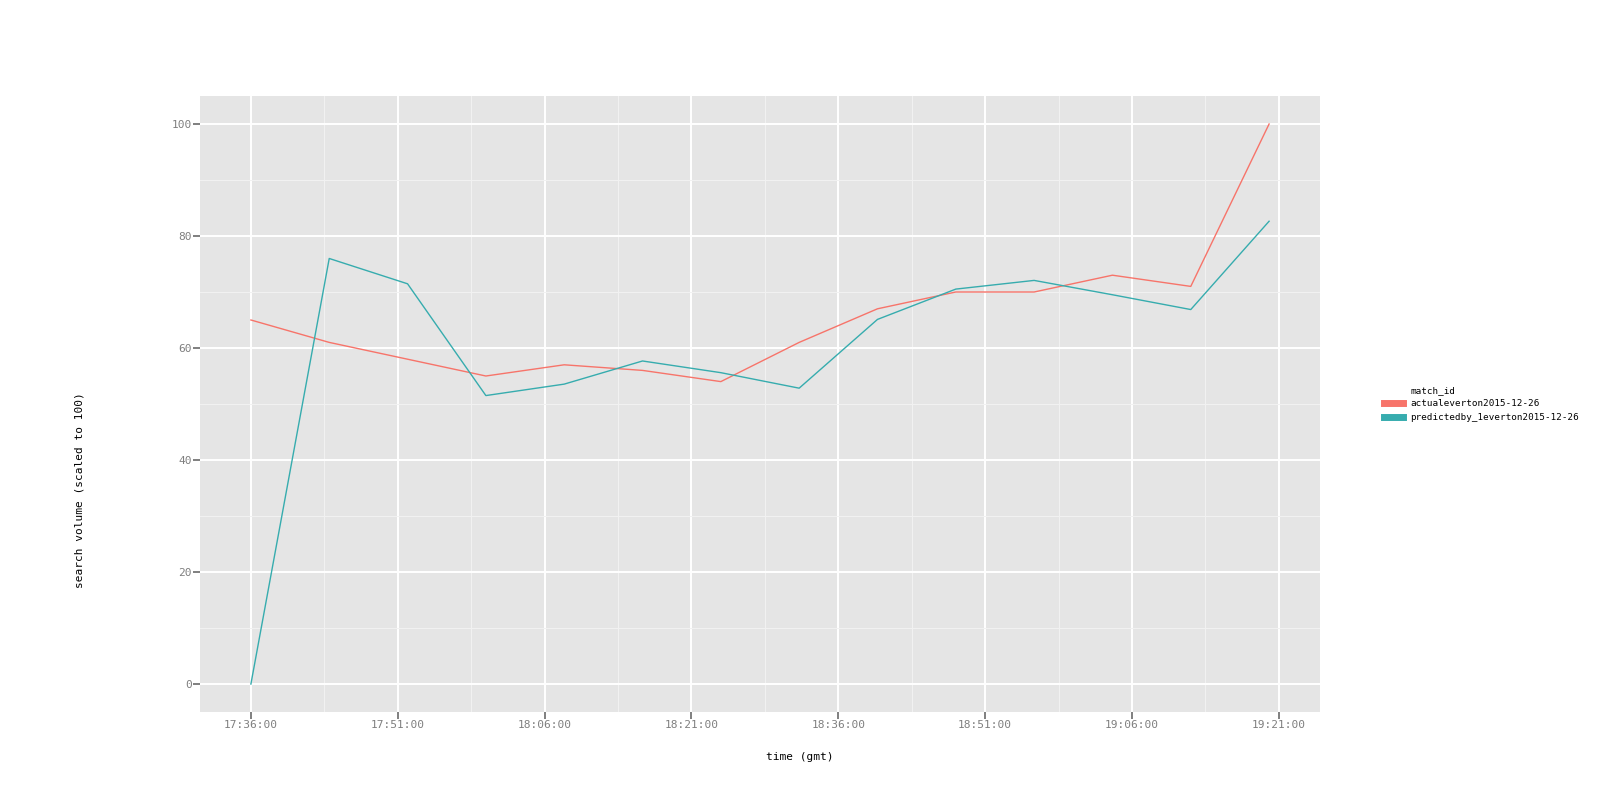 100
80
60
40
20
0
search volume (scaled to 100)
17:36:00 17:51:00 18:06:00 18:21:00 18:36:00 18:51:00 19:06:00 19:21:00
time (gmt)
match_id
actualeverton2015-12-26
predictedby_1everton2015-12-26